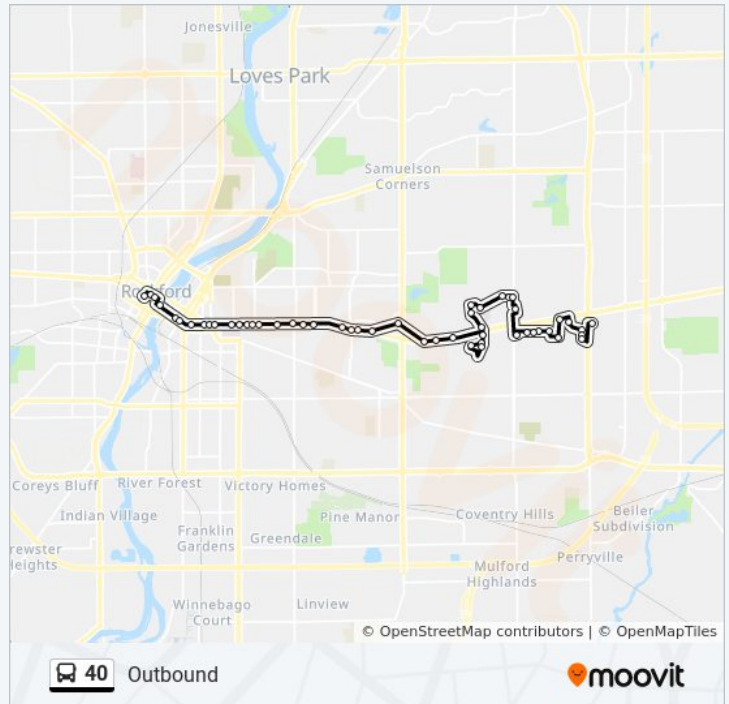 Jonesville
Loves Park
Samuelson
Corners
Rockford
Coreys Bluff
River Forest
Victory Homes
Indian Village
Pine Manor
Coventry Hills
Beller
Subdivision
Franklin
Gardens
Greendale
rewster
Heights
Perryville
Mulford
Highlands
Winnebago
Court
Linview
© OpenStreetMap contributors | © OpenMapTiles
40 Outbound
moovit